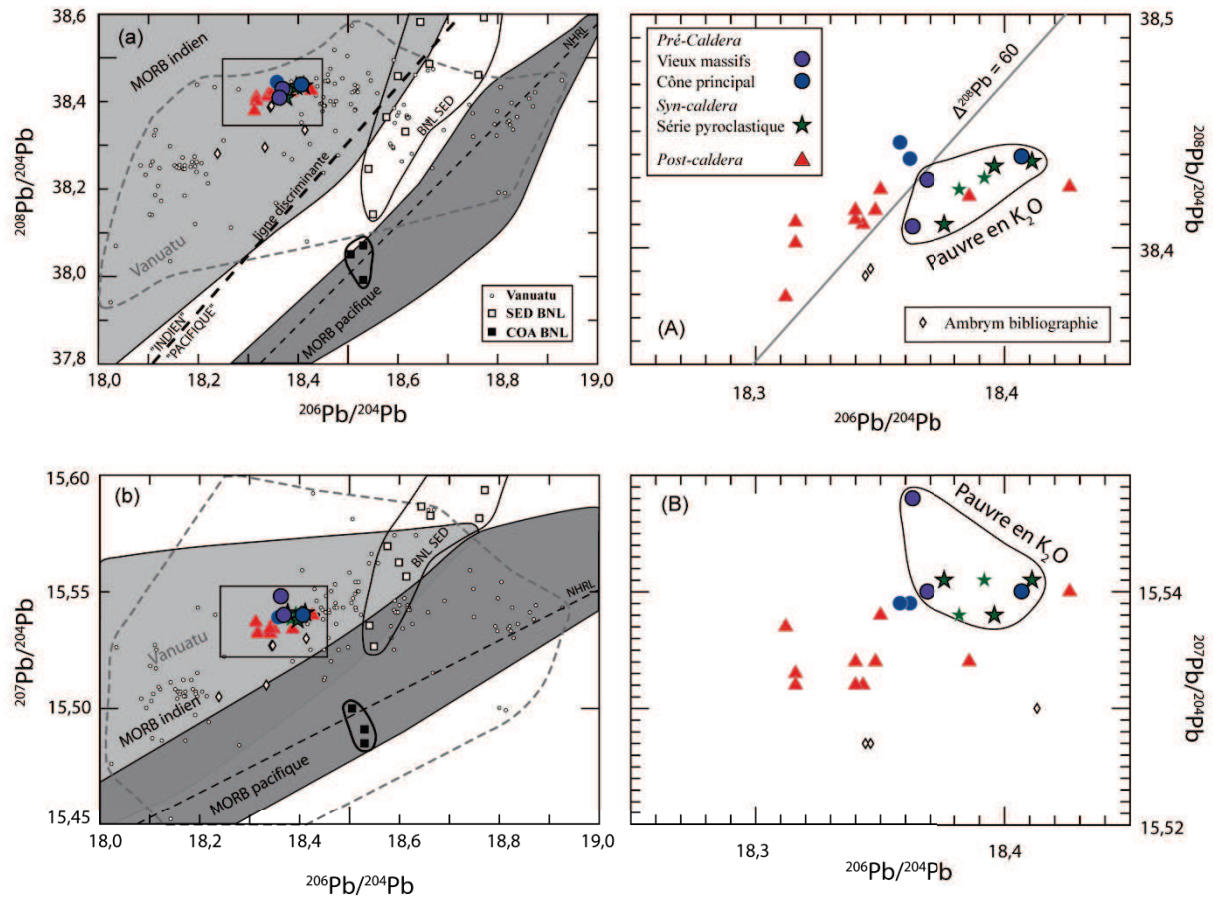 (a)
38,6
38,4
38,2
38,0
37,8
²⁰⁸Pb/²⁰⁴Pb
MORB indien
Vanuatu
ligne discriminante
"INDIEN"
"PACIFIQUE"
BNL SED
NHRL
MORB pacifique
Vanuatu
SED BNL
COA BNL
18,0 18,2 18,4 18,6 18,8 19,0
²⁰⁶Pb/²⁰⁴Pb
Pré-Caldera
Vieux massifs
Cône principal
Syn-caldera
Série pyroclastique
Post-caldera
Δ²⁰⁸Pb = 60
Pauvre en K₂O
(A)
Ambrym bibliographie
38,5
38,4
²⁰⁸Pb/²⁰⁴Pb
18,3 18,4
²⁰⁶Pb/²⁰⁴Pb
(b)
15,60
15,55
15,50
15,45
²⁰⁷Pb/²⁰⁴Pb
BNL SED
NHRL
Vanuatu
MORB indien
MORB pacifique
18,0 18,2 18,4 18,6 18,8 19,0
²⁰⁶Pb/²⁰⁴Pb
(B)
Pauvre en K₂O
15,54
15,52
²⁰⁷Pb/²⁰⁴Pb
18,3 18,4
²⁰⁶Pb/²⁰⁴Pb